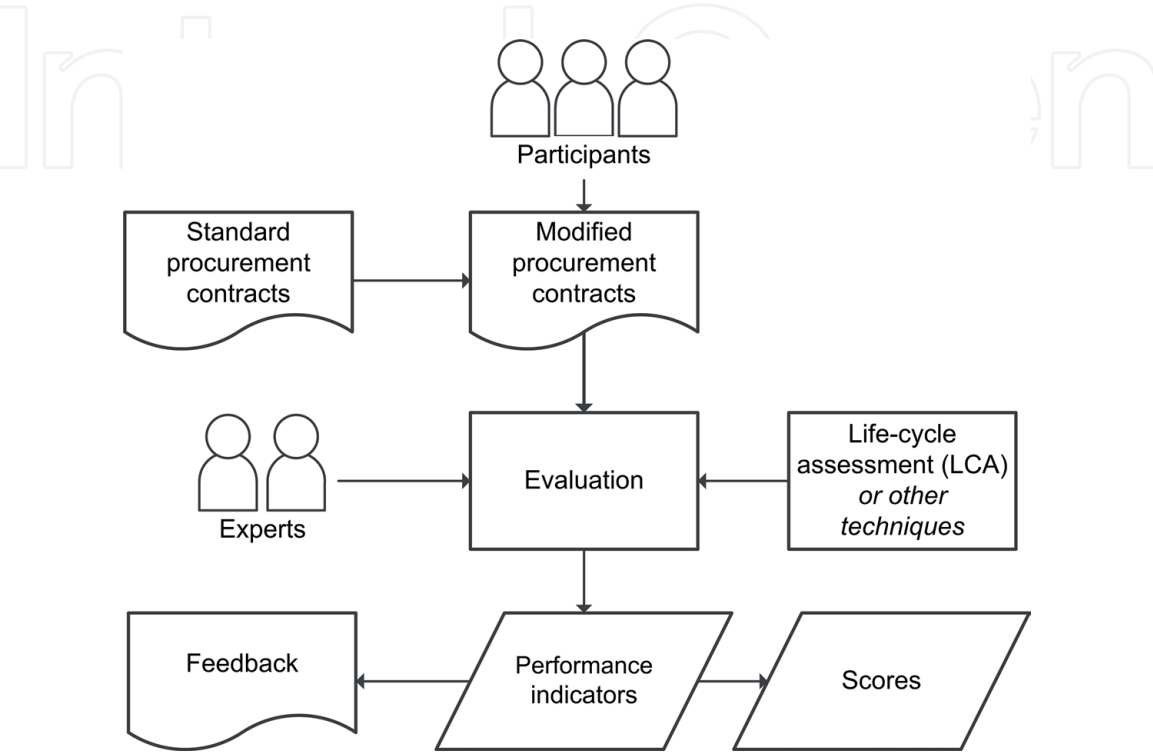 Participants
Standard
procurement
contracts
Modified
procurement
contracts
Experts
Evaluation
Life-cycle
assessment (LCA)
or other
techniques
Feedback
Performance
indicators
Scores